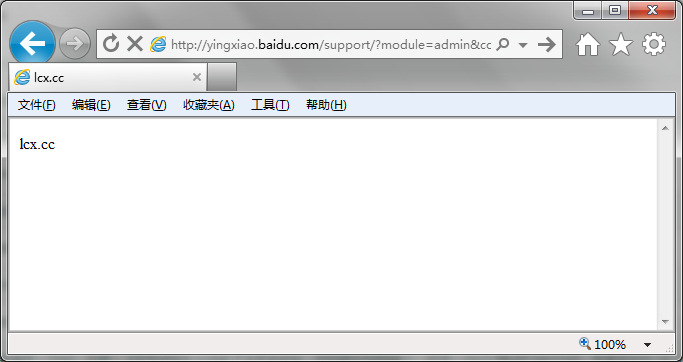 http://yingxiao.baidu.com/support/?module=admin&cc
lcx.cc
文件(F) 编辑(E) 查看(V) 收藏夹(A) 工具(T) 帮助(H)
lcx.cc
100%